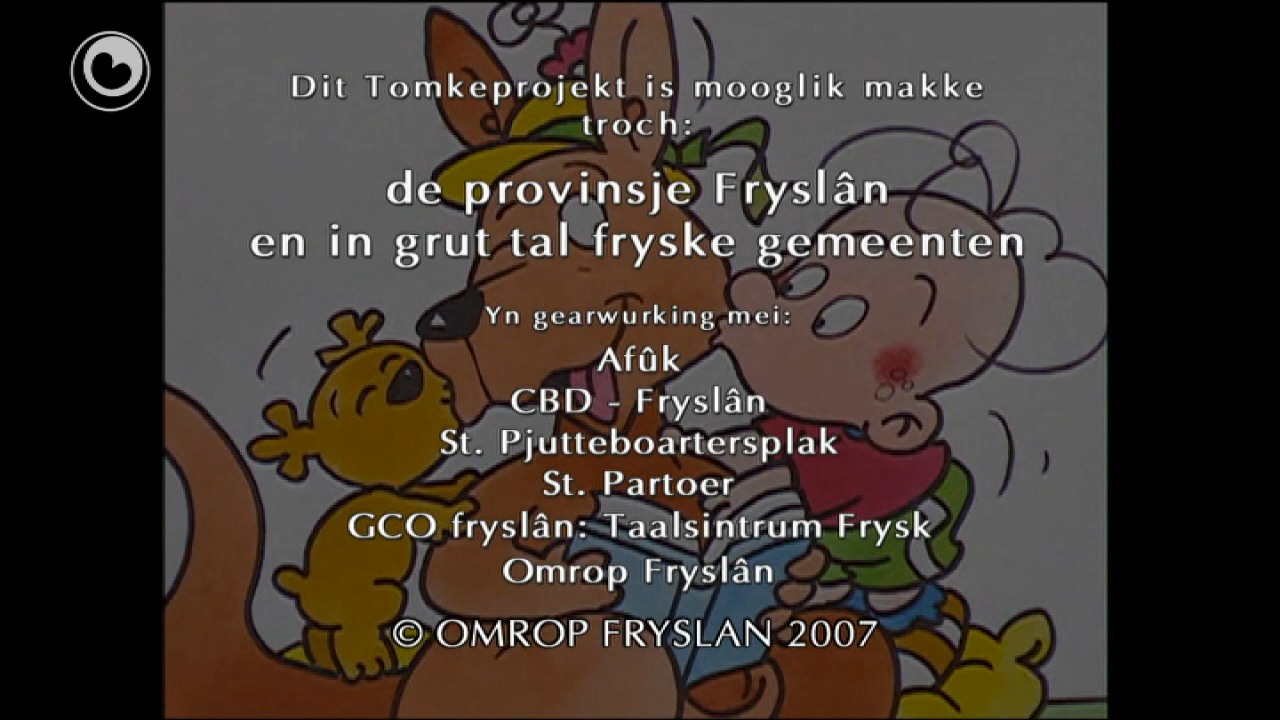 Dit Tomkeprojekt is mooglik makke
troch:
de provinsje Fryslân
en in grut tal fryske gemeenten
Yn gearwurking mei:
Afûk
CBD - Fryslân
St. Pjutteboartersplak
St. Partoer
GCO fryslân: Taalsintrum Frysk
Omrop Fryslân
© OMROP FRYSLAN 2007